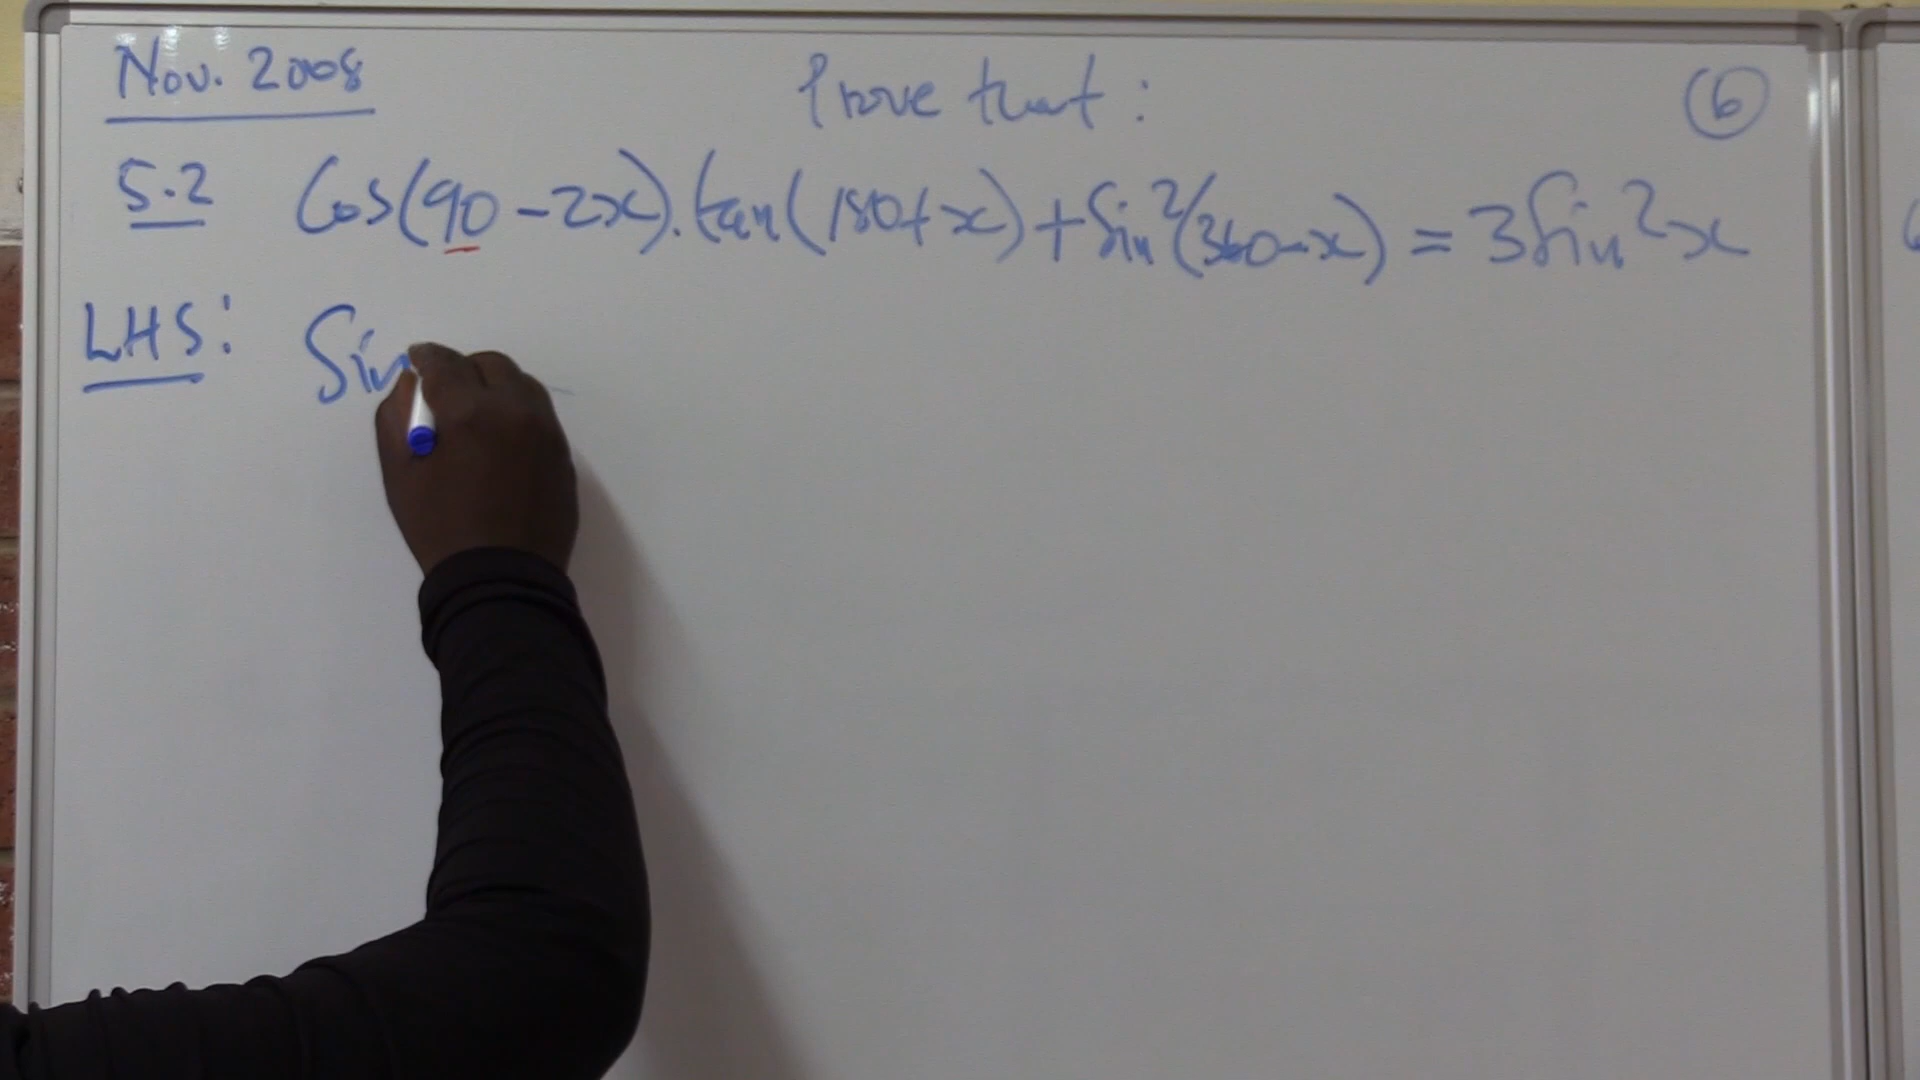 Nov. 2008
Prove that :
(6)
5.2 Cos(90 - 2x).tan(180+x)+Sin²(360-x) = 3Sin²x
LHS: Sin